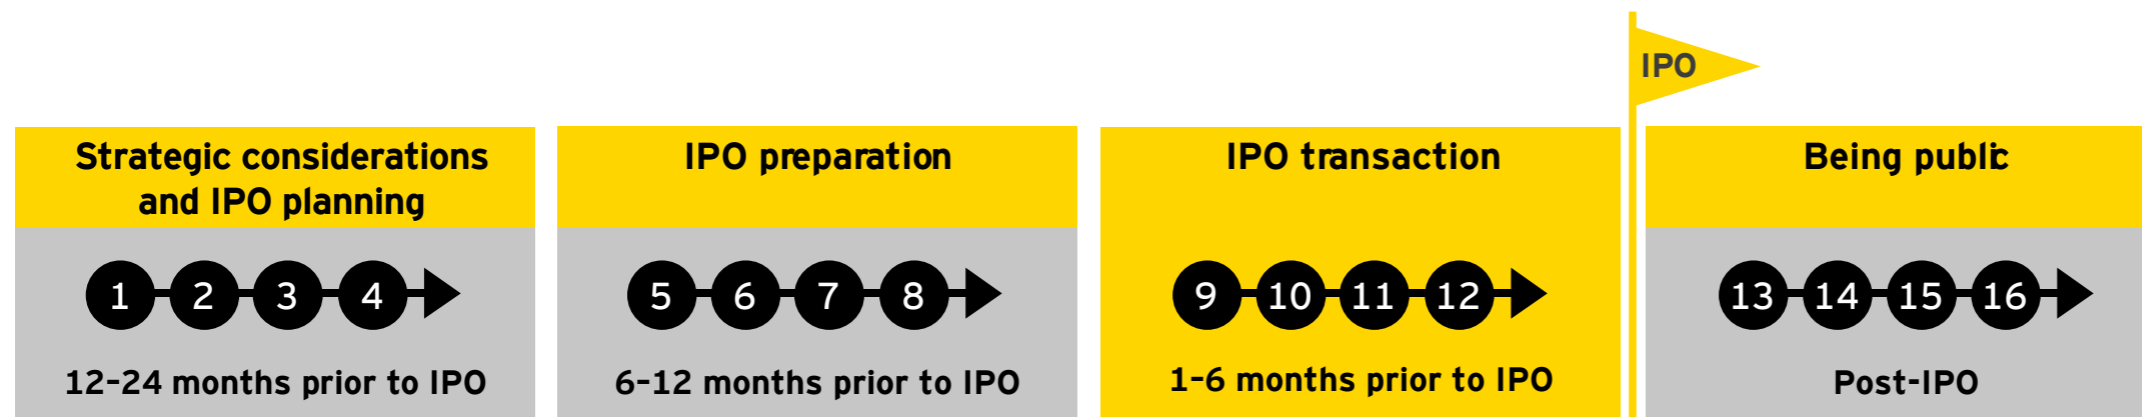 IPO
Strategic considerations
and IPO planning
1 2 3 4
12–24 months prior to IPO
IPO preparation
5 6 7 8
6–12 months prior to IPO
IPO transaction
9 10 11 12
1–6 months prior to IPO
Being public
13 14 15 16
Post-IPO